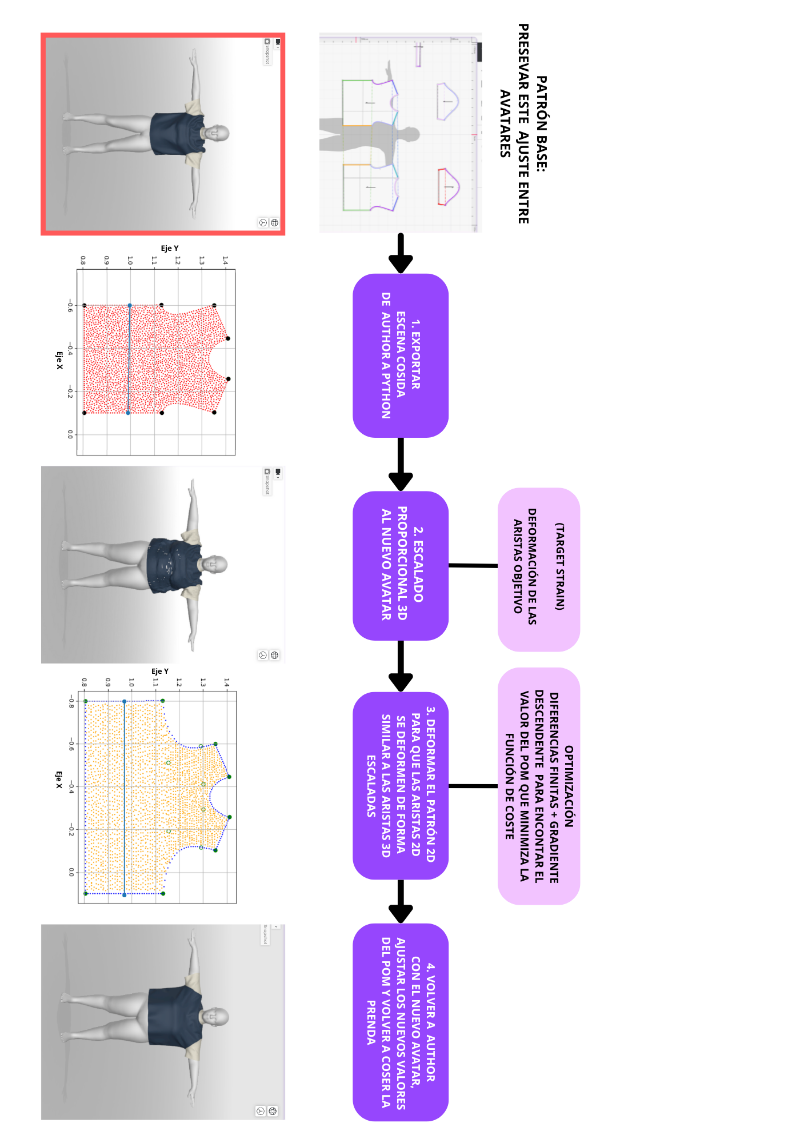 PATRÓN BASE:
PRESEVAR ESTE AJUSTE ENTRE
AVATARES
(TARGET STRAIN)
DEFORMACIÓN DE LAS
ARISTAS OBJETIVO
OPTIMIZACIÓN
DIFERENCIAS FINITAS + GRADIENTE
DESCENDENTE PARA ENCONTAR EL
VALOR DEL POM QUE MINIMIZA LA
FUNCIÓN DE COSTE
1. EXPORTAR
ESCENA COSIDA
DE AUTHOR A PYTHON
2. ESCALADO
PROPORCIONAL 3D
AL NUEVO AVATAR
3. DEFORMAR EL PATRÓN 2D
PARA QUE LAS ARISTAS 2D
SE DEFORMEN DE FORMA
SIMILAR A LAS ARISTAS 3D
ESCALADAS
4. VOLVER A AUTHOR
CON EL NUEVO AVATAR,
AJUSTAR LOS NUEVOS VALORES
DEL POM Y VOLVER A COSER LA
PRENDA
Snapshot
Eje Y
1.4
1.3
1.2
1.1
1.0
0.9
0.8
−0.6
−0.4
−0.2
0.0
Eje X
Snapshot
Eje Y
1.4
1.3
1.2
1.1
1.0
0.9
0.8
−0.8
−0.6
−0.4
−0.2
0.0
Eje X
Snapshot